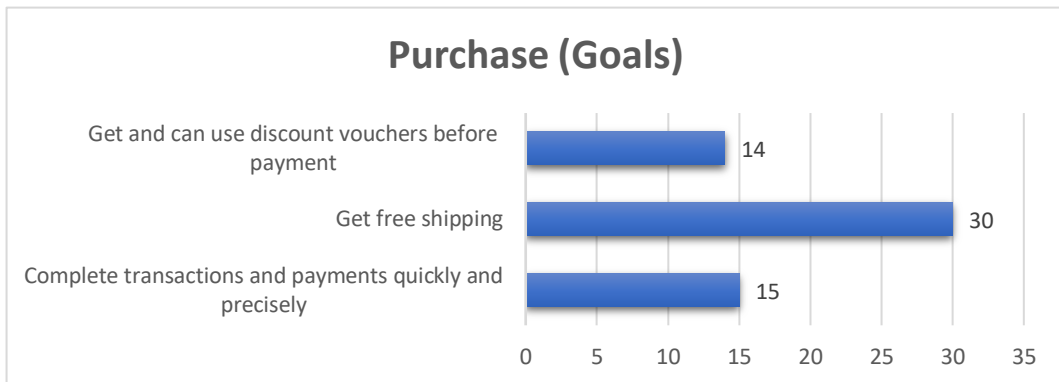 Purchase (Goals)
Get and can use discount vouchers before
payment
14
Get free shipping
30
Complete transactions and payments quickly and
precisely
15
0 5 10 15 20 25 30 35